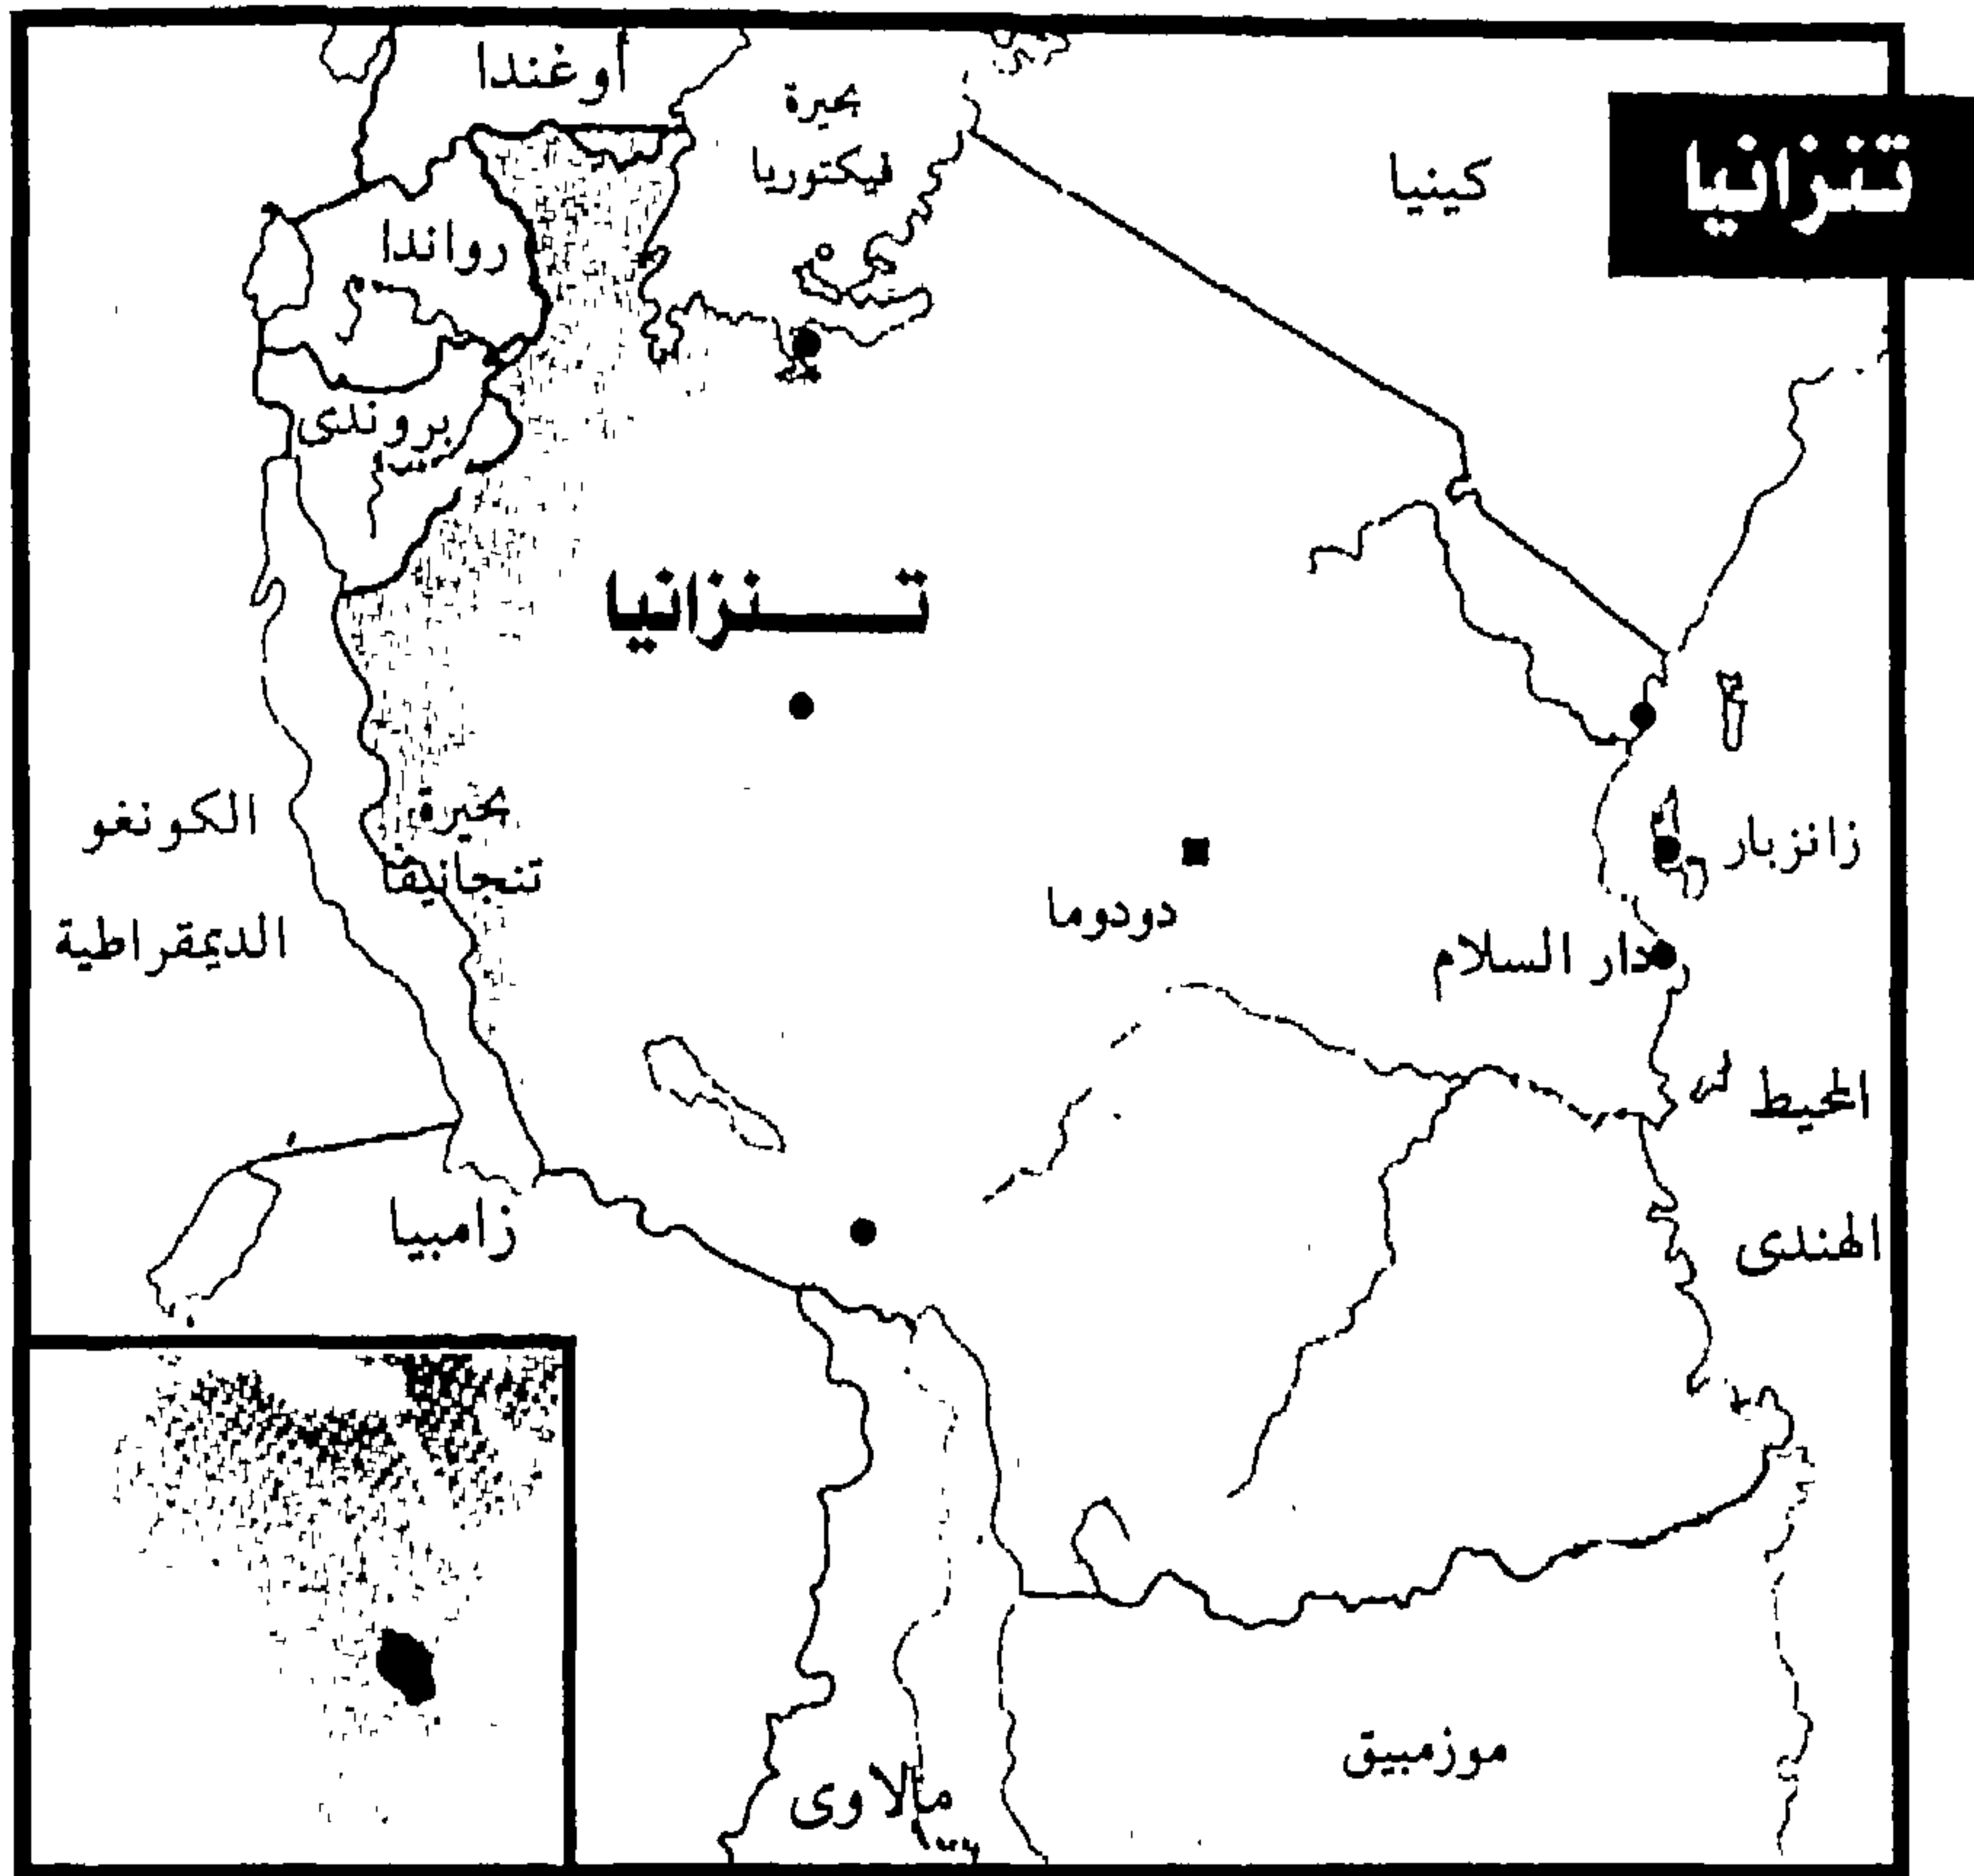 تنزانيا
أوغندا
بحيرة
فيكتوريا
كينيا
رواندا
بروندى
تنزانيا
بحيرة
تنجانيقا
الكونغو
الديمقراطية
زانزبار
دودوما
دار السلام
المحيط
الهندى
زامبيا
موزمبيق
مالاوى